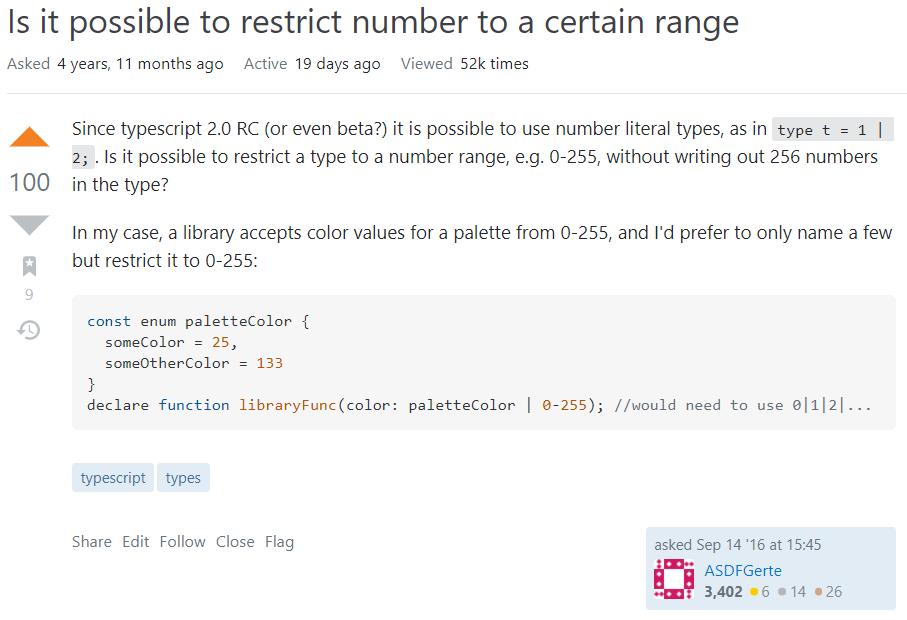 Is it possible to restrict number to a certain range
Asked 4 years, 11 months ago Active 19 days ago Viewed 52k times
Since typescript 2.0 RC (or even beta?) it is possible to use number literal types, as in type t = 1 |
2; . Is it possible to restrict a type to a number range, e.g. 0-255, without writing out 256 numbers
100
in the type?
In my case, a library accepts color values for a palette from 0-255, and I'd prefer to only name a few
but restrict it to 0-255:
9
const enum paletteColor {
someColor = 25,
someOtherColor = 133
}
declare function libraryFunc(color: paletteColor | 0-255); //would need to use 0|1|2|...
typescript types
Share Edit Follow Close Flag
asked Sep 14 '16 at 15:45
ASDFGerte
3,402 6 14 26